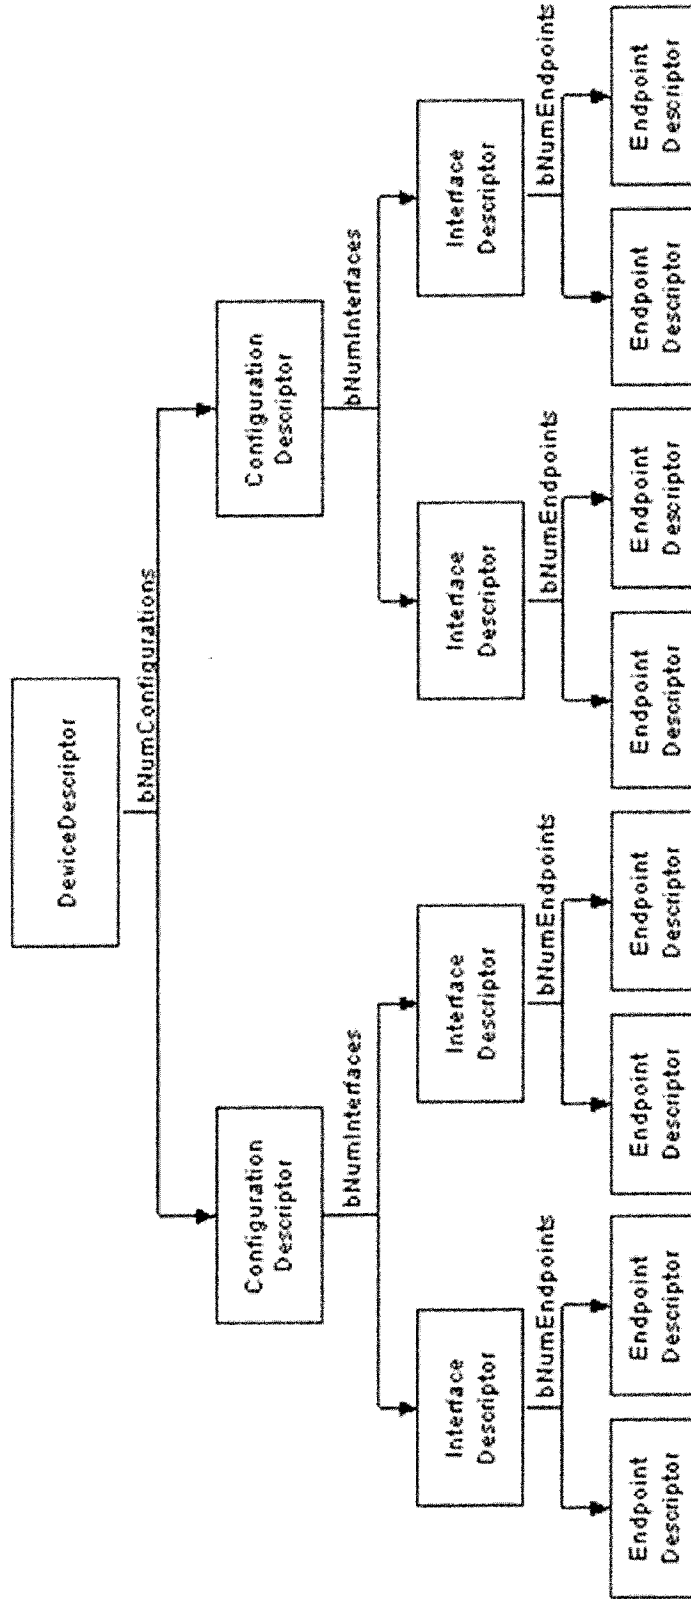 DeviceDescriptor
bNumConfigurations
Configuration
Descriptor
Configuration
Descriptor
bNumInterfaces
bNumInterfaces
Interface
Descriptor
Interface
Descriptor
Interface
Descriptor
Interface
Descriptor
bNumEndpoints
bNumEndpoints
bNumEndpoints
bNumEndpoints
Endpoint
Descriptor
Endpoint
Descriptor
Endpoint
Descriptor
Endpoint
Descriptor
Endpoint
Descriptor
Endpoint
Descriptor
Endpoint
Descriptor
Endpoint
Descriptor